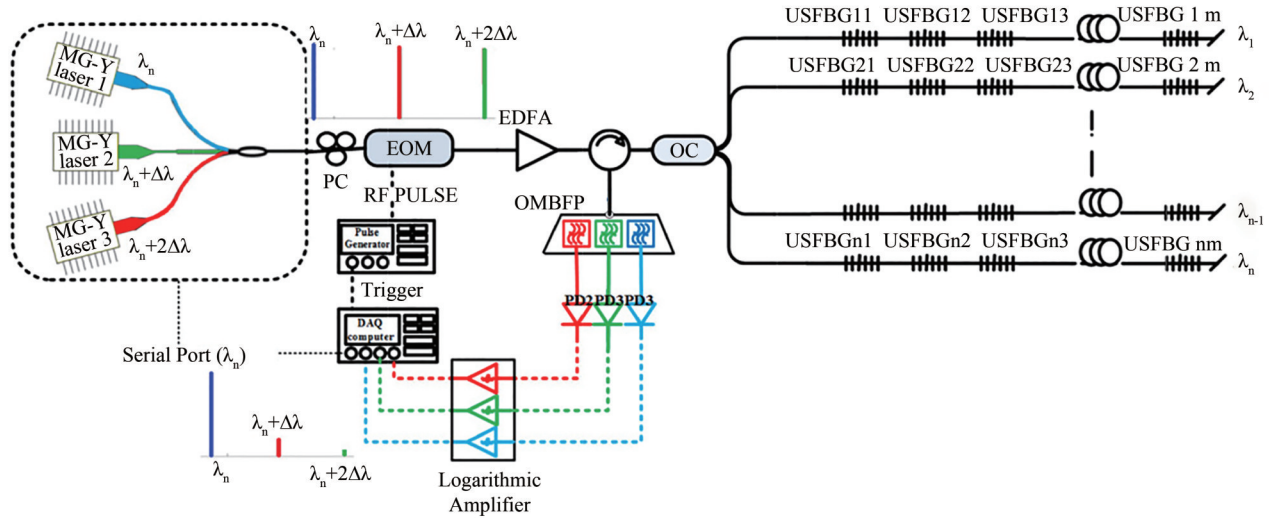 MG-Y
laser 1
λn
MG-Y
laser 2
λn+Δλ
MG-Y
laser 3
λn+2Δλ
λn
λn+Δλ
λn+2Δλ
PC
EOM
EDFA
OC
RF PULSE
Pulse
Generator
Trigger
DAQ
computer
Serial Port (λn)
λn
λn+Δλ
λn+2Δλ
OMBFP
PD2
PD3
PD3
Logarithmic
Amplifier
USFBG11 USFBG12 USFBG13 USFBG 1 m
λ1
USFBG21 USFBG22 USFBG23 USFBG 2 m
λ2
λn-1
USFBGn1 USFBGn2 USFBGn3 USFBG nm
λn